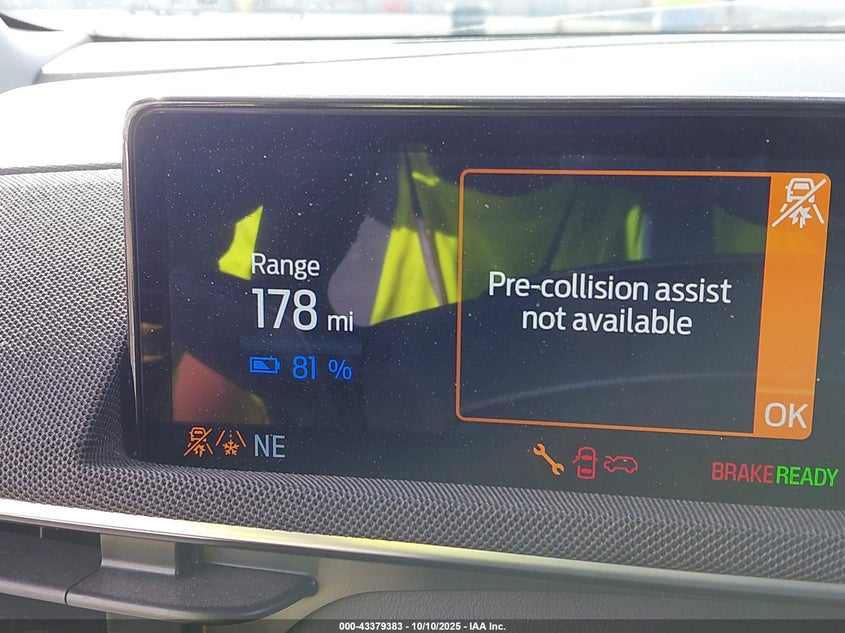 Range
178 mi
81 %
Pre-collision assist
not available
OK
NE
BRAKE READY
000-43379383 - 10/10/2025 - IAA Inc.